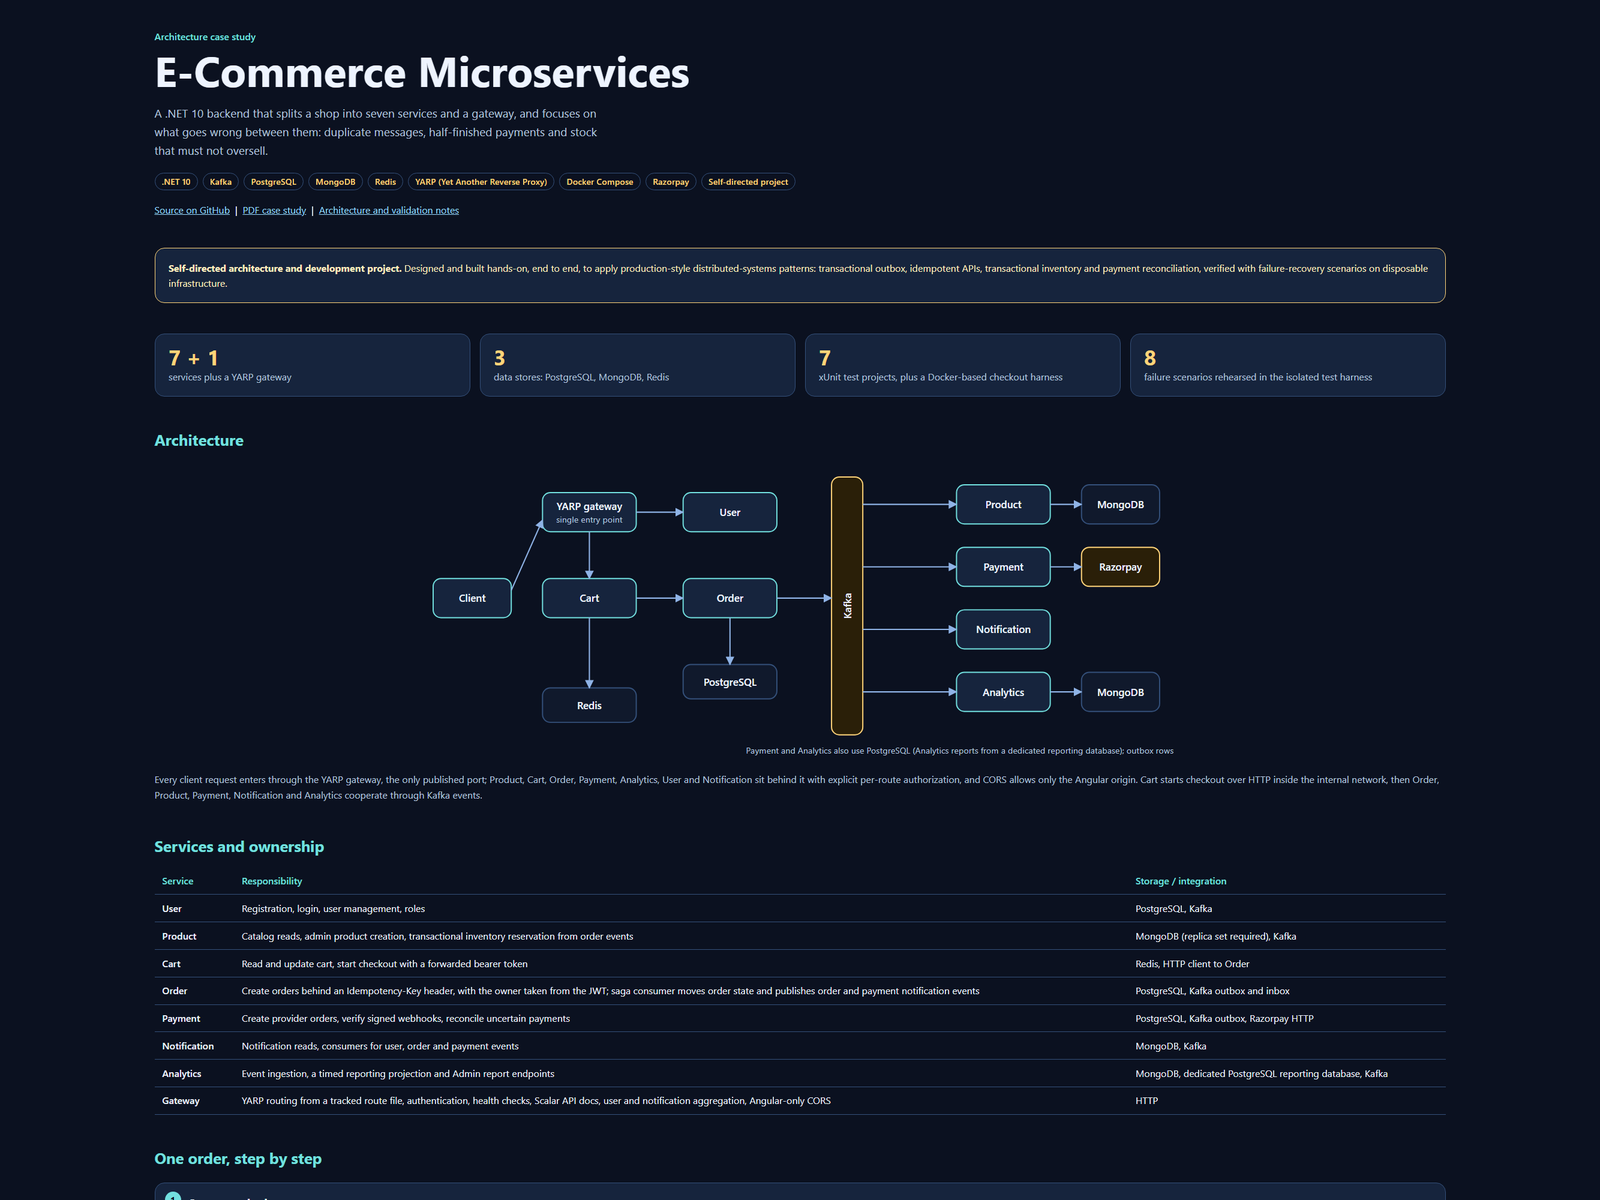 Architecture case study
E-Commerce Microservices
A .NET 10 backend that splits a shop into seven services and a gateway, and focuses on
what goes wrong between them: duplicate messages, half-finished payments and stock
that must not oversell.
.NET 10 Kafka PostgreSQL MongoDB Redis YARP (Yet Another Reverse Proxy) Docker Compose Razorpay Self-directed project
Source on GitHub | PDF case study | Architecture and validation notes
Self-directed architecture and development project. Designed and built hands-on, end to end, to apply production-style distributed-systems patterns: transactional outbox, idempotent APIs, transactional inventory and payment reconciliation, verified with failure-recovery scenarios on disposable
infrastructure.
7 + 1
services plus a YARP gateway
3
data stores: PostgreSQL, MongoDB, Redis
7
xUnit test projects, plus a Docker-based checkout harness
8
failure scenarios rehearsed in the isolated test harness
Architecture
YARP gateway
single entry point
User
Client
Cart
Order
Redis
PostgreSQL
Kafka
Product
MongoDB
Payment
Razorpay
Notification
Analytics
MongoDB
Payment and Analytics also use PostgreSQL (Analytics reports from a dedicated reporting database); outbox rows
Every client request enters through the YARP gateway, the only published port; Product, Cart, Order, Payment, Analytics, User and Notification sit behind it with explicit per-route authorization, and CORS allows only the Angular origin. Cart starts checkout over HTTP inside the internal network, then Order,
Product, Payment, Notification and Analytics cooperate through Kafka events.
Services and ownership
Service Responsibility Storage / integration
User Registration, login, user management, roles PostgreSQL, Kafka
Product Catalog reads, admin product creation, transactional inventory reservation from order events MongoDB (replica set required), Kafka
Cart Read and update cart, start checkout with a forwarded bearer token Redis, HTTP client to Order
Order Create orders behind an Idempotency-Key header, with the owner taken from the JWT; saga consumer moves order state and publishes order and payment notification events PostgreSQL, Kafka outbox and inbox
Payment Create provider orders, verify signed webhooks, reconcile uncertain payments PostgreSQL, Kafka outbox, Razorpay HTTP
Notification Notification reads, consumers for user, order and payment events MongoDB, Kafka
Analytics Event ingestion, a timed reporting projection and Admin report endpoints MongoDB, dedicated PostgreSQL reporting database, Kafka
Gateway YARP routing from a tracked route file, authentication, health checks, Scalar API docs, user and notification aggregation, Angular-only CORS HTTP
One order, step by step